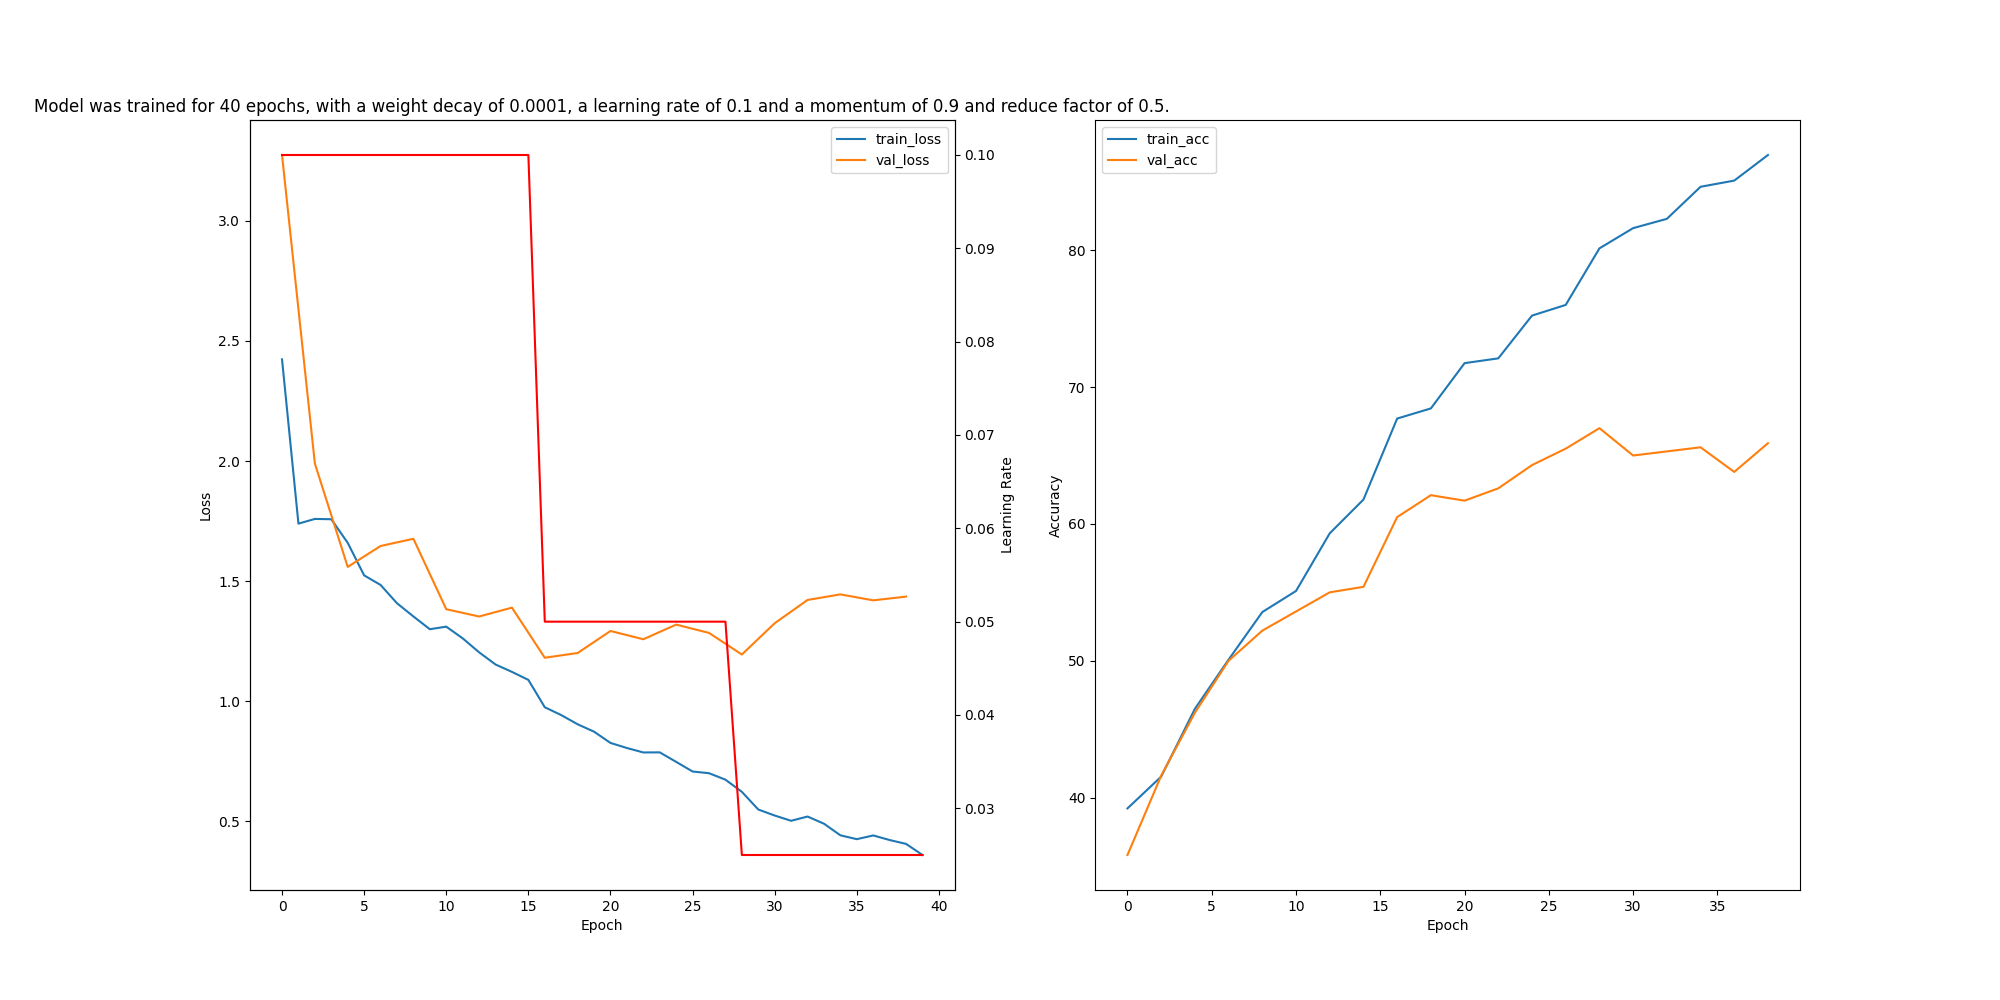 Model was trained for 40 epochs, with a weight decay of 0.0001, a learning rate of 0.1 and a momentum of 0.9 and reduce factor of 0.5.
train_loss
val_loss
3.0
2.5
2.0
1.5
1.0
0.5
Loss
0 5 10 15 20 25 30 35 40
Epoch
0.10
0.09
0.08
0.07
0.06
0.05
0.04
0.03
Learning Rate
train_acc
val_acc
80
70
60
50
40
Accuracy
0 5 10 15 20 25 30 35
Epoch